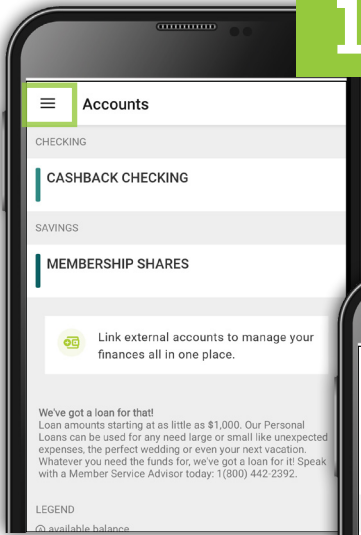 1
Accounts
CHECKING
CASHBACK CHECKING
SAVINGS
MEMBERSHIP SHARES
Link external accounts to manage your
finances all in one place.
We've got a loan for that!
Loan amounts starting at as little as $1,000. Our Personal
Loans can be used for any need large or small like unexpected
expenses, the perfect wedding or even your next vacation.
Whatever you need the funds for, we've got a loan for it! Speak
with a Member Service Advisor today: 1(800) 442-2392.
LEGEND
available balance